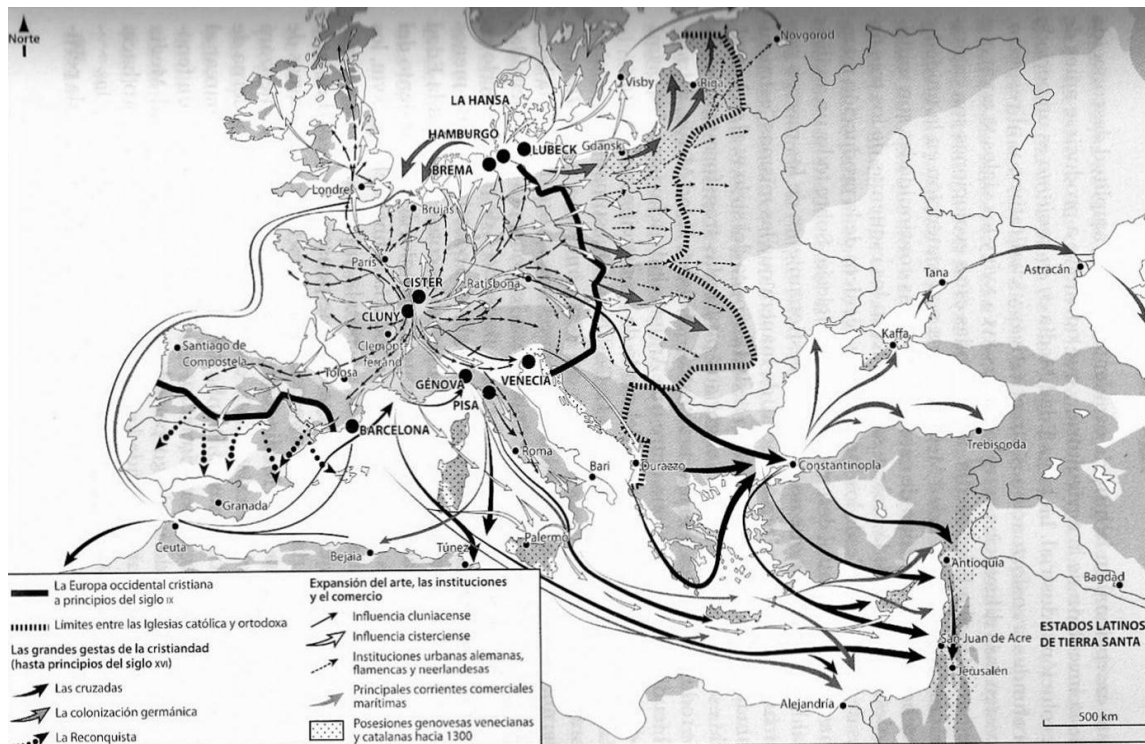 Norte
Novgorod
Visby
Riga
LA HANSA
HAMBURGO
LUBECK
Gdansk
BREMA
Londres
Brujas
París
CISTER
Ratisbona
CLUNY
Tana
Astracán
Kaffa
Santiago de
Compostela
Clermont-
ferrand
Tolosa
GÉNOVA
VENECIA
PISA
BARCELONA
Trebisonda
Roma
Bari
Durazzo
Constantinopla
Granada
Ceuta
Bejaia
Túnez
Palermo
Antioquía
Bagdad
ESTADOS LATINOS
DE TIERRA SANTA
San Juan de Acre
Jerusalén
Alejandría
500 km
La Europa occidental cristiana
a principios del siglo IX
Límites entre las Iglesias católica y ortodoxa
Las grandes gestas de la cristiandad
(hasta principios del siglo XVI)
Las cruzadas
La colonización germánica
La Reconquista
Expansión del arte, las instituciones
y el comercio
Influencia cluniacense
Influencia cisterciense
Instituciones urbanas alemanas,
flamencas y neerlandesas
Principales corrientes comerciales
marítimas
Posesiones genovesas venecianas
y catalanas hacia 1300